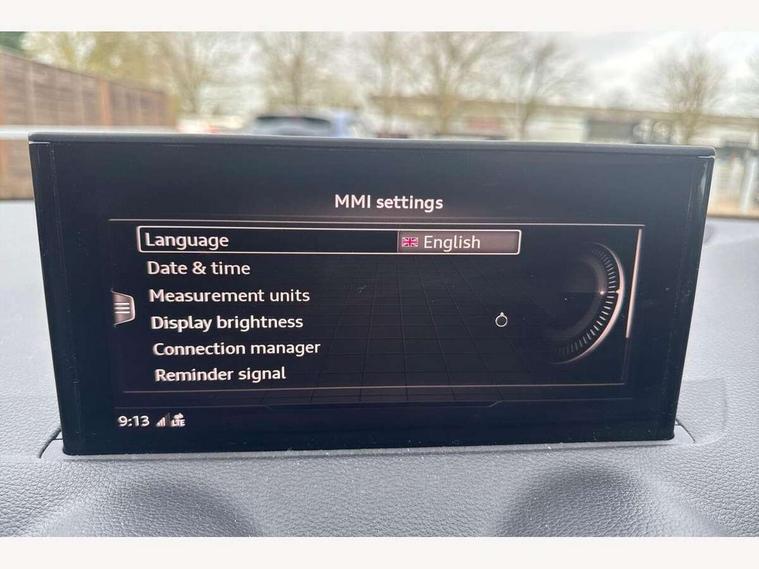 MMI settings
Language English
Date & time
Measurement units
Display brightness
Connection manager
Reminder signal
9:13 LTE